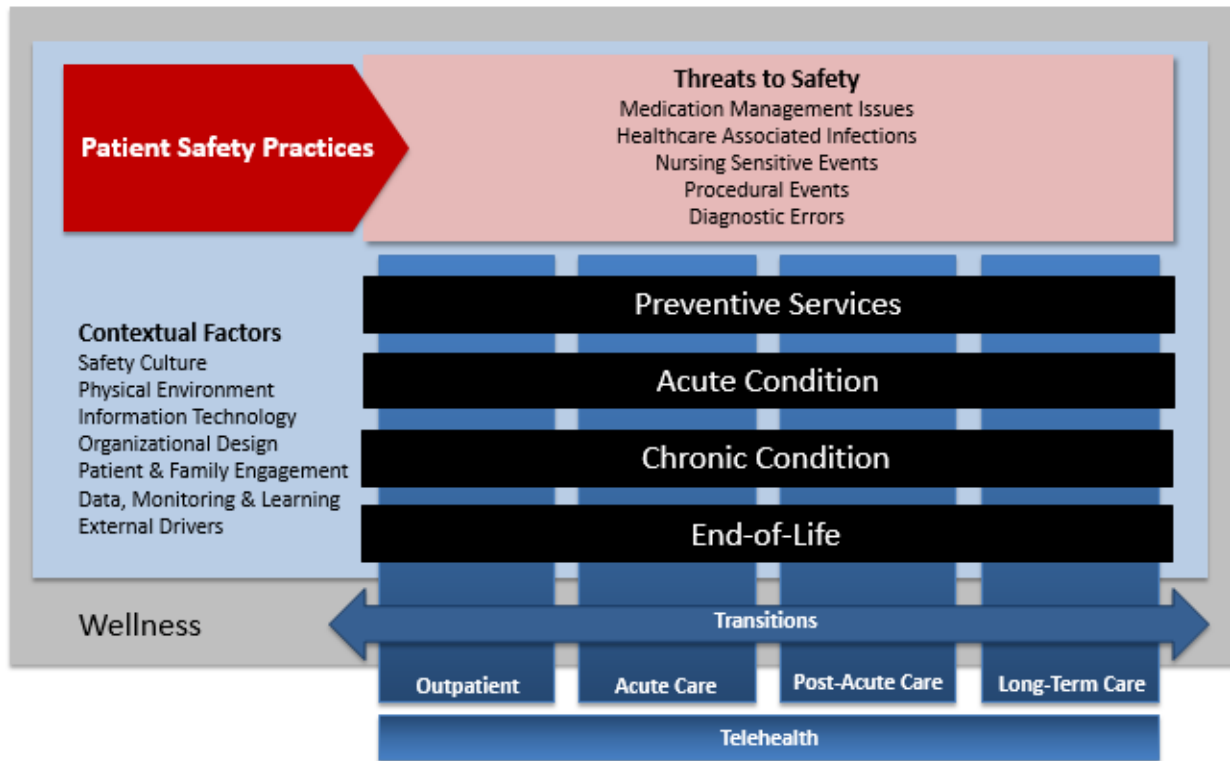 Patient Safety Practices
Threats to Safety
Medication Management Issues
Healthcare Associated Infections
Nursing Sensitive Events
Procedural Events
Diagnostic Errors
Contextual Factors
Safety Culture
Physical Environment
Information Technology
Organizational Design
Patient & Family Engagement
Data, Monitoring & Learning
External Drivers
Preventive Services
Acute Condition
Chronic Condition
End-of-Life
Wellness
Transitions
Outpatient
Acute Care
Post-Acute Care
Long-Term Care
Telehealth